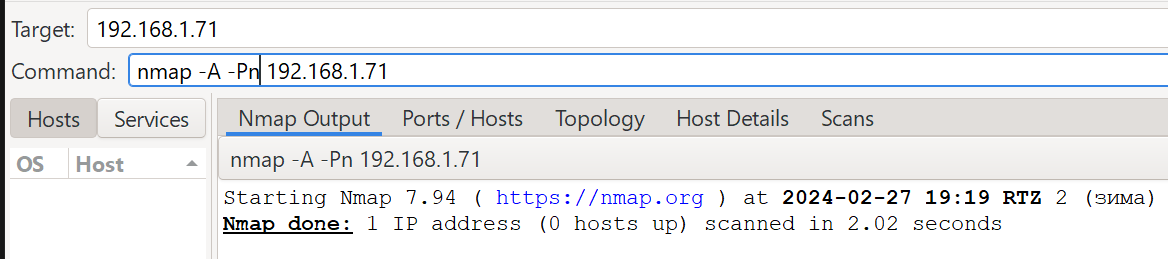 Target: 192.168.1.71
Command: nmap -A -Pn 192.168.1.71
Hosts Services Nmap Output Ports / Hosts Topology Host Details Scans
OS Host nmap -A -Pn 192.168.1.71
Starting Nmap 7.94 ( https://nmap.org ) at 2024-02-27 19:19 RTZ 2 (зима)
Nmap done: 1 IP address (0 hosts up) scanned in 2.02 seconds